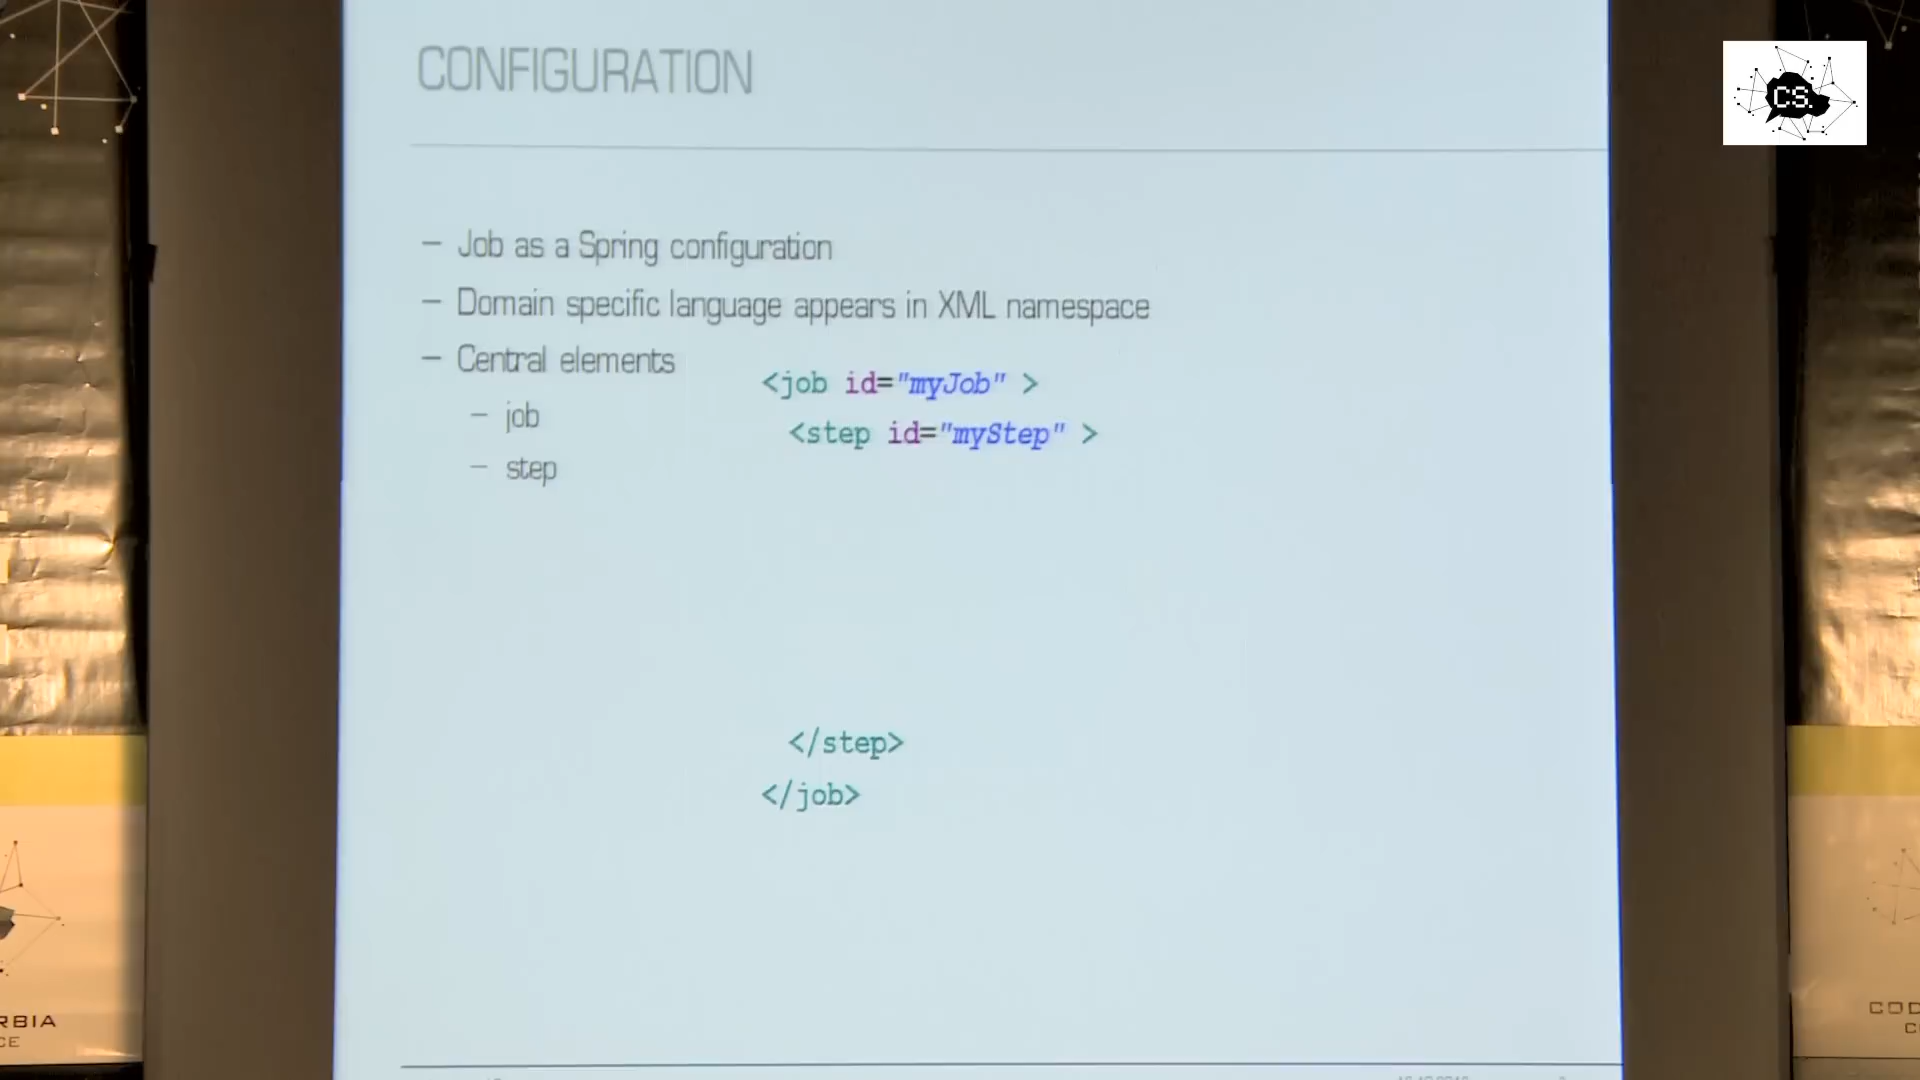 CONFIGURATION
CS.
– Job as a Spring configuration
– Domain specific language appears in XML namespace
– Central elements
– job
– step
<job id="myJob" >
<step id="myStep" >
</step>
</job>
RBIA
CE
COD
C